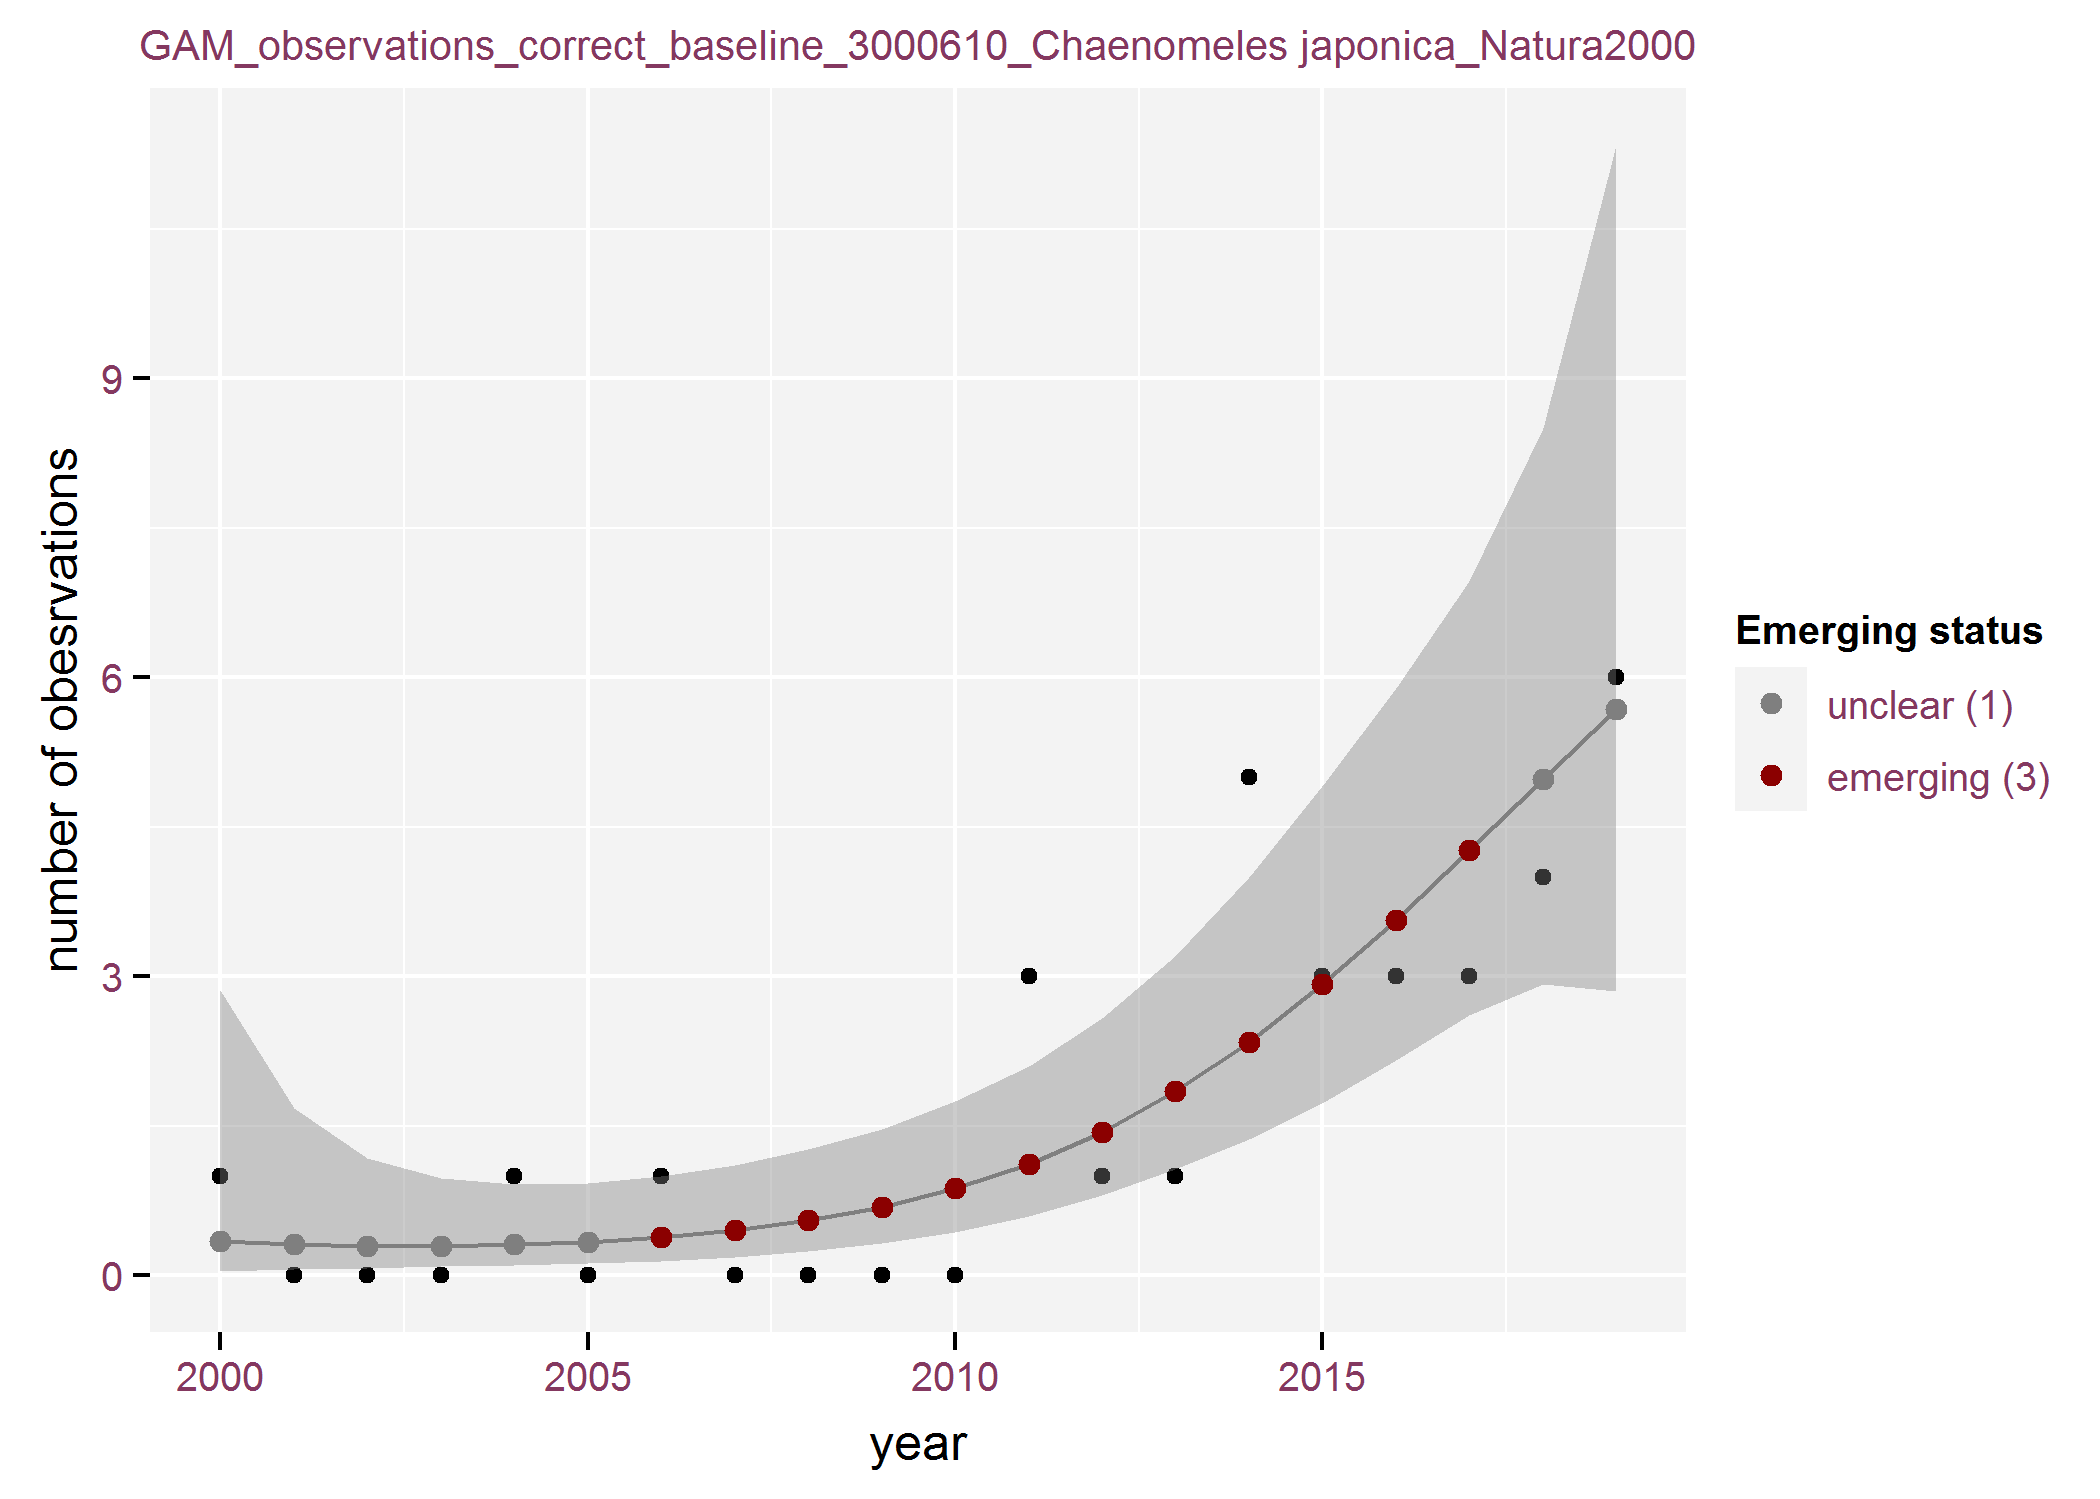 GAM_observations_correct_baseline_3000610_Chaenomeles japonica_Natura2000
number of obesrvations
9
6
3
0
2000 2005 2010 2015
year
Emerging status
unclear (1)
emerging (3)